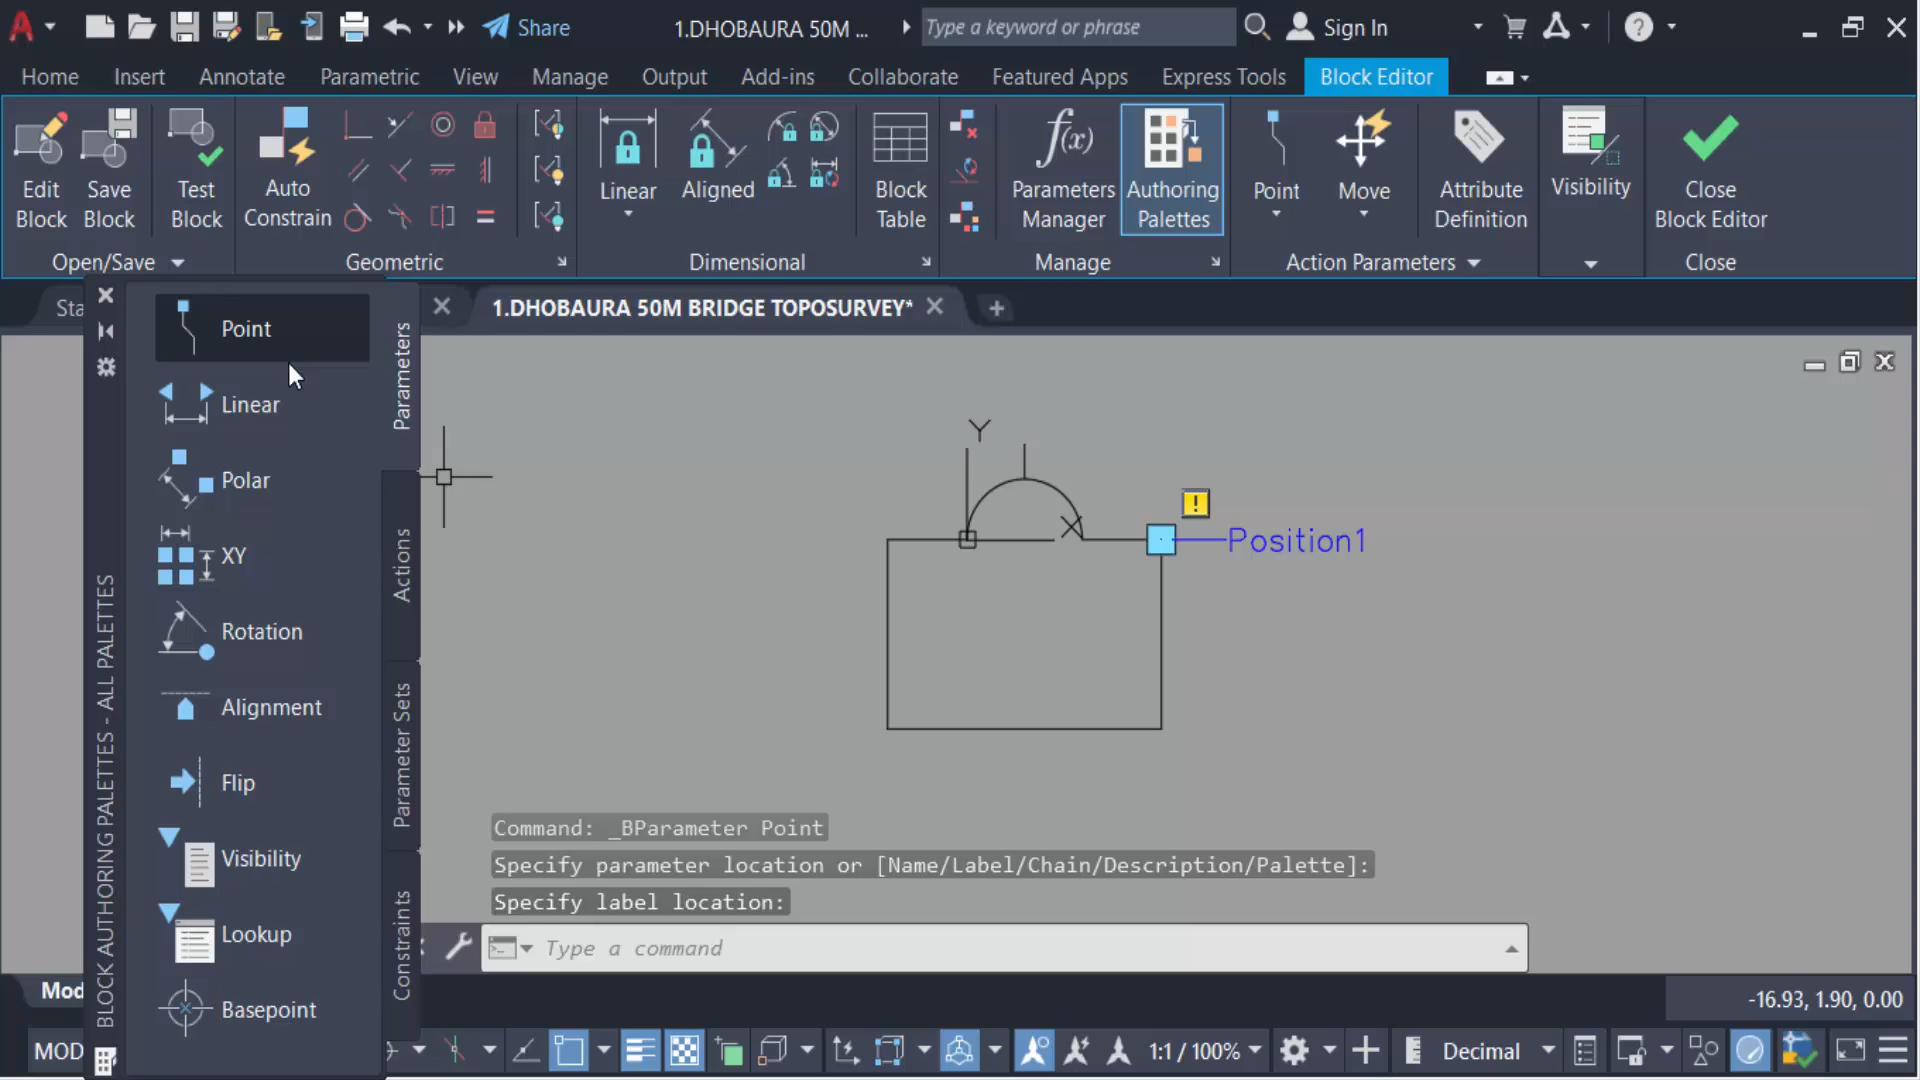 Share
1.DHOBAURA 50M ...
Type a keyword or phrase
Sign In
Home
Insert
Annotate
Parametric
View
Manage
Output
Add-ins
Collaborate
Featured Apps
Express Tools
Block Editor
Edit Block
Save Block
Test Block
Auto Constrain
Linear
Aligned
Block Table
f(x)
Parameters Manager
Authoring Palettes
Point
Move
Attribute Definition
Visibility
Close Block Editor
Open/Save
Geometric
Dimensional
Manage
Action Parameters
Close
Sta
1.DHOBAURA 50M BRIDGE TOPOSURVEY*
Point
Linear
Polar
XY
Rotation
Alignment
Flip
Visibility
Lookup
Basepoint
Parameters
Actions
Parameter Sets
Constraints
BLOCK AUTHORING PALETTES - ALL PALETTES
Y
X
!
Position1
Command: _BParameter Point
Specify parameter location or [Name/Label/Chain/Description/Palette]:
Specify label location:
Type a command
Mod
-16.93, 1.90, 0.00
MOD
1:1 / 100%
Decimal